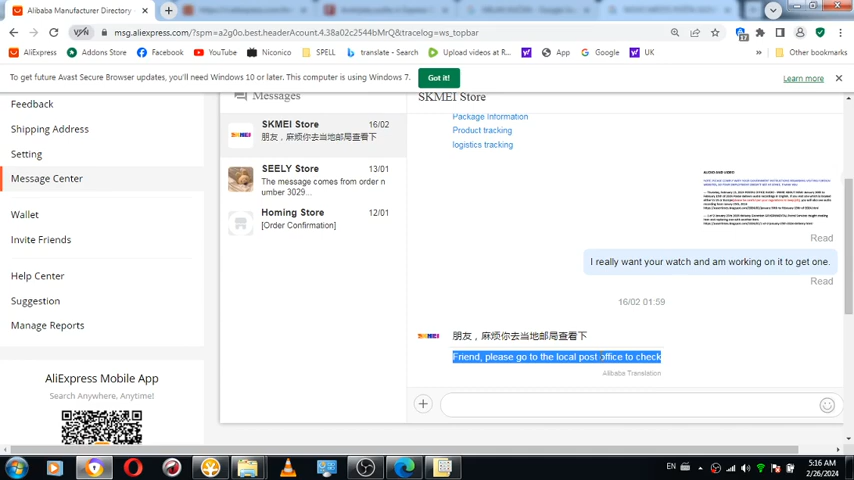 Alibaba Manufacturer Directory -
msg.aliexpress.com/?spm=a2g0o.best.headerAccount.4.38a02c2544bMrQ&tracelog=ws_topbar
VPN
17
AliExpress
Addons Store
Facebook
YouTube
Niconico
SPELL
translate - Search
Upload videos at R...
App
Google
UK
»
Other bookmarks
To get future Avast Secure Browser updates, you'll need Windows 10 or later. This computer is using Windows 7.
Got it!
Learn more
Feedback
Shipping Address
Setting
Message Center
Wallet
Invite Friends
Help Center
Suggestion
Manage Reports
AliExpress Mobile App
Search Anywhere, Anytime!
Messages
SKMEI Store 16/02
朋友，麻烦你去当地邮局查看下
SEELY Store 13/01
The message comes from order n
umber 3029...
Homing Store 12/01
[Order Confirmation]
SKMEI Store
Package Information
Product tracking
logistics tracking
Read
I really want your watch and am working on it to get one.
Read
16/02 01:59
SKMEI
朋友，麻烦你去当地邮局查看下
Friend, please go to the local post office to check
Alibaba Translation
EN
5:16 AM
2/26/2024